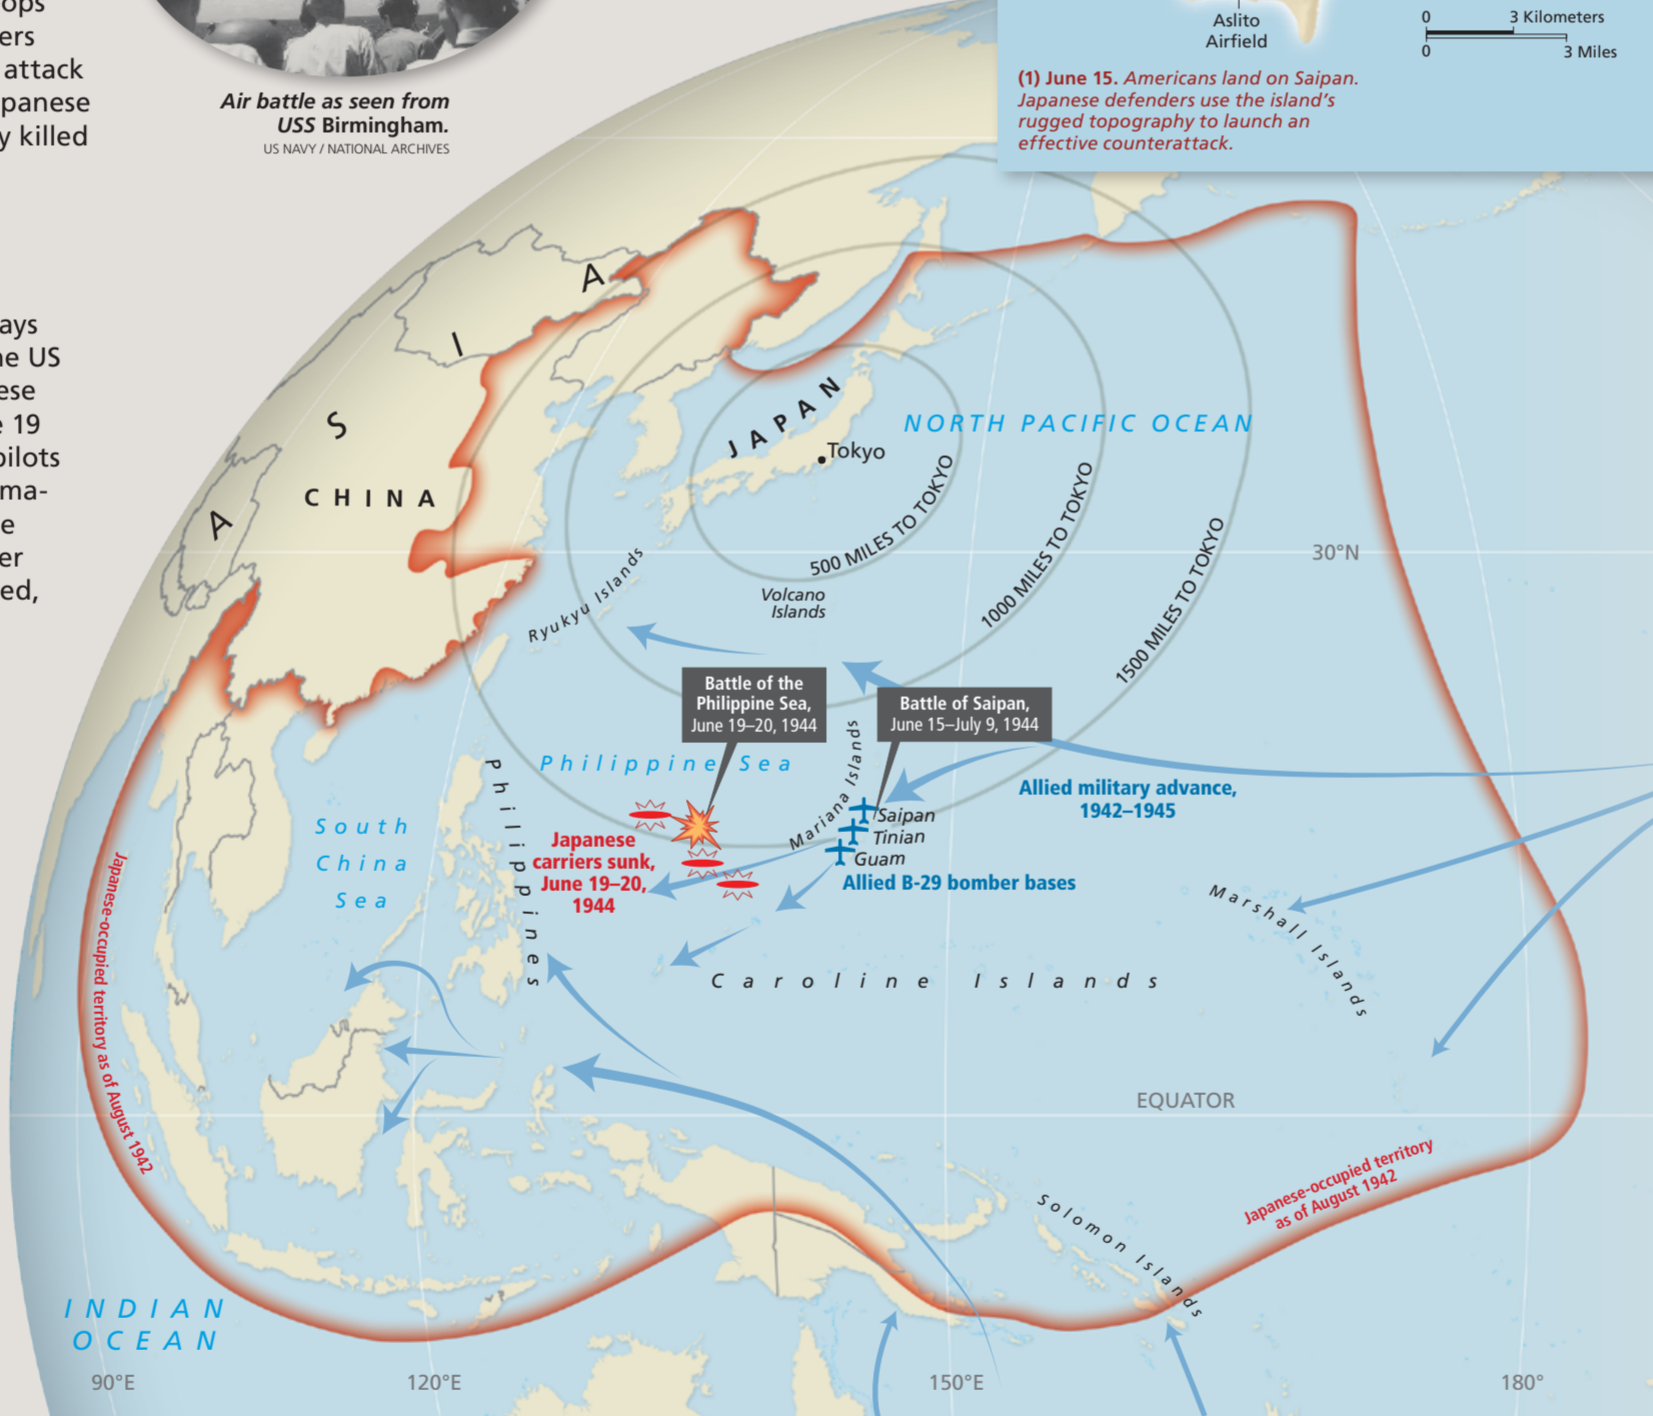 ops
ers
attack
panese
y killed
Air battle as seen from
USS Birmingham.
US NAVY / NATIONAL ARCHIVES
Aslito
Airfield
0 3 Kilometers
0 3 Miles
(1) June 15. Americans land on Saipan.
Japanese defenders use the island's
rugged topography to launch an
effective counterattack.
ays
he US
ese
e 19
pilots
ma-
e
er
ed,
ASIA
CHINA
JAPAN
Tokyo
NORTH PACIFIC OCEAN
500 MILES TO TOKYO
1000 MILES TO TOKYO
1500 MILES TO TOKYO
30°N
Ryukyu Islands
Volcano
Islands
Battle of the
Philippine Sea,
June 19–20, 1944
Battle of Saipan,
June 15–July 9, 1944
Philippine Sea
Philippines
Mariana Islands
Allied military advance,
1942–1945
Saipan
Tinian
Guam
Allied B-29 bomber bases
Japanese
carriers sunk,
June 19–20,
1944
South
China
Sea
Marshall Islands
Caroline Islands
Japanese-occupied territory as of August 1942
EQUATOR
Japanese-occupied territory
as of August 1942
Solomon Islands
INDIAN
OCEAN
90°E
120°E
150°E
180°